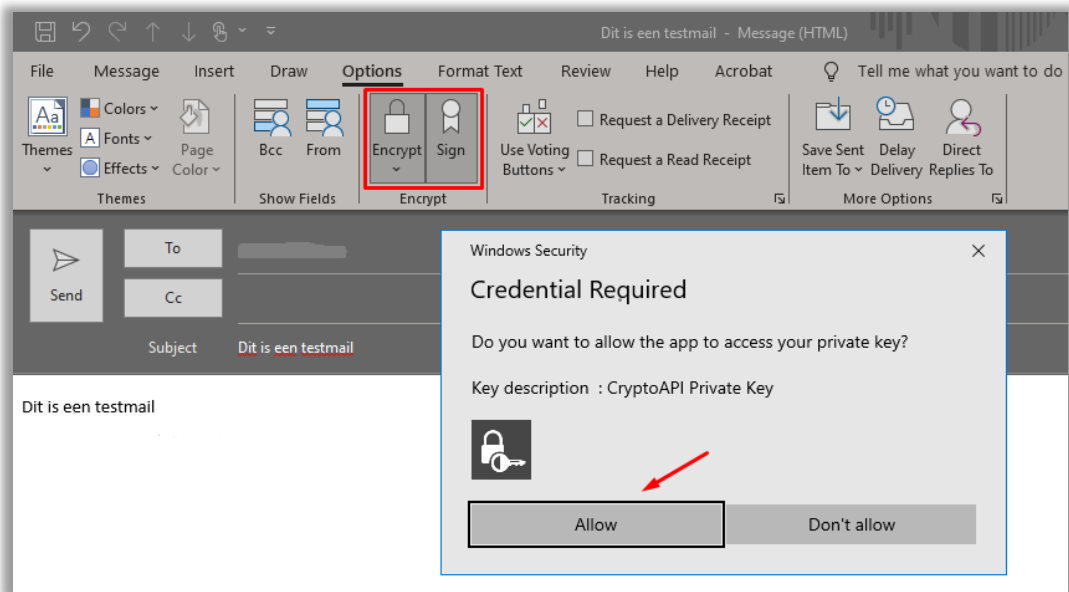 Dit is een testmail - Message (HTML)
File Message Insert Draw Options Format Text Review Help Acrobat Tell me what you want to do
Themes
Colors
Fonts
Effects
Page
Color
Themes
Bcc
From
Show Fields
Encrypt
Sign
Encrypt
Use Voting
Buttons
Request a Delivery Receipt
Request a Read Receipt
Tracking
Save Sent
Item To
Delay
Delivery
Direct
Replies To
More Options
Send
To
Cc
Subject Dit is een testmail
Dit is een testmail
Windows Security
Credential Required
Do you want to allow the app to access your private key?
Key description : CryptoAPI Private Key
Allow
Don't allow